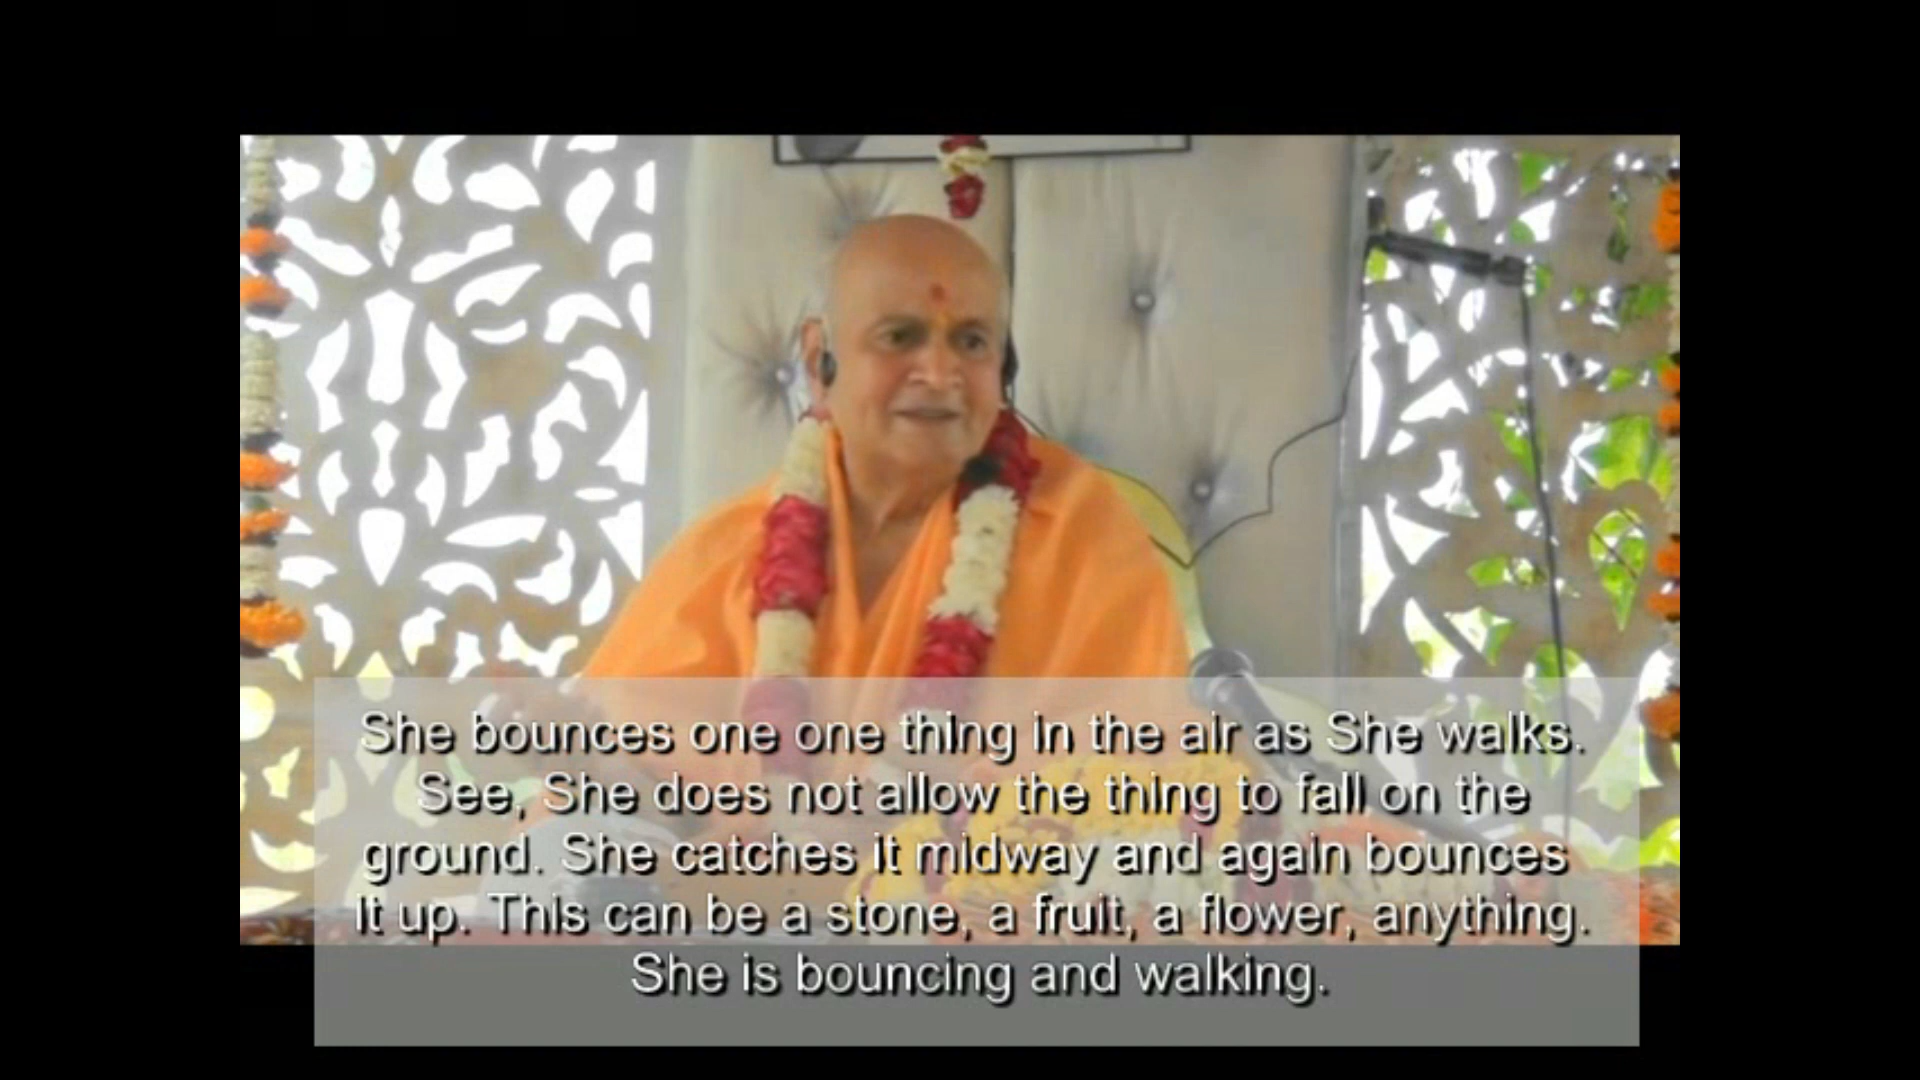 She bounces one one thing in the air as She walks.
See, She does not allow the thing to fall on the
ground. She catches it midway and again bounces
it up. This can be a stone, a fruit, a flower, anything.
She is bouncing and walking.